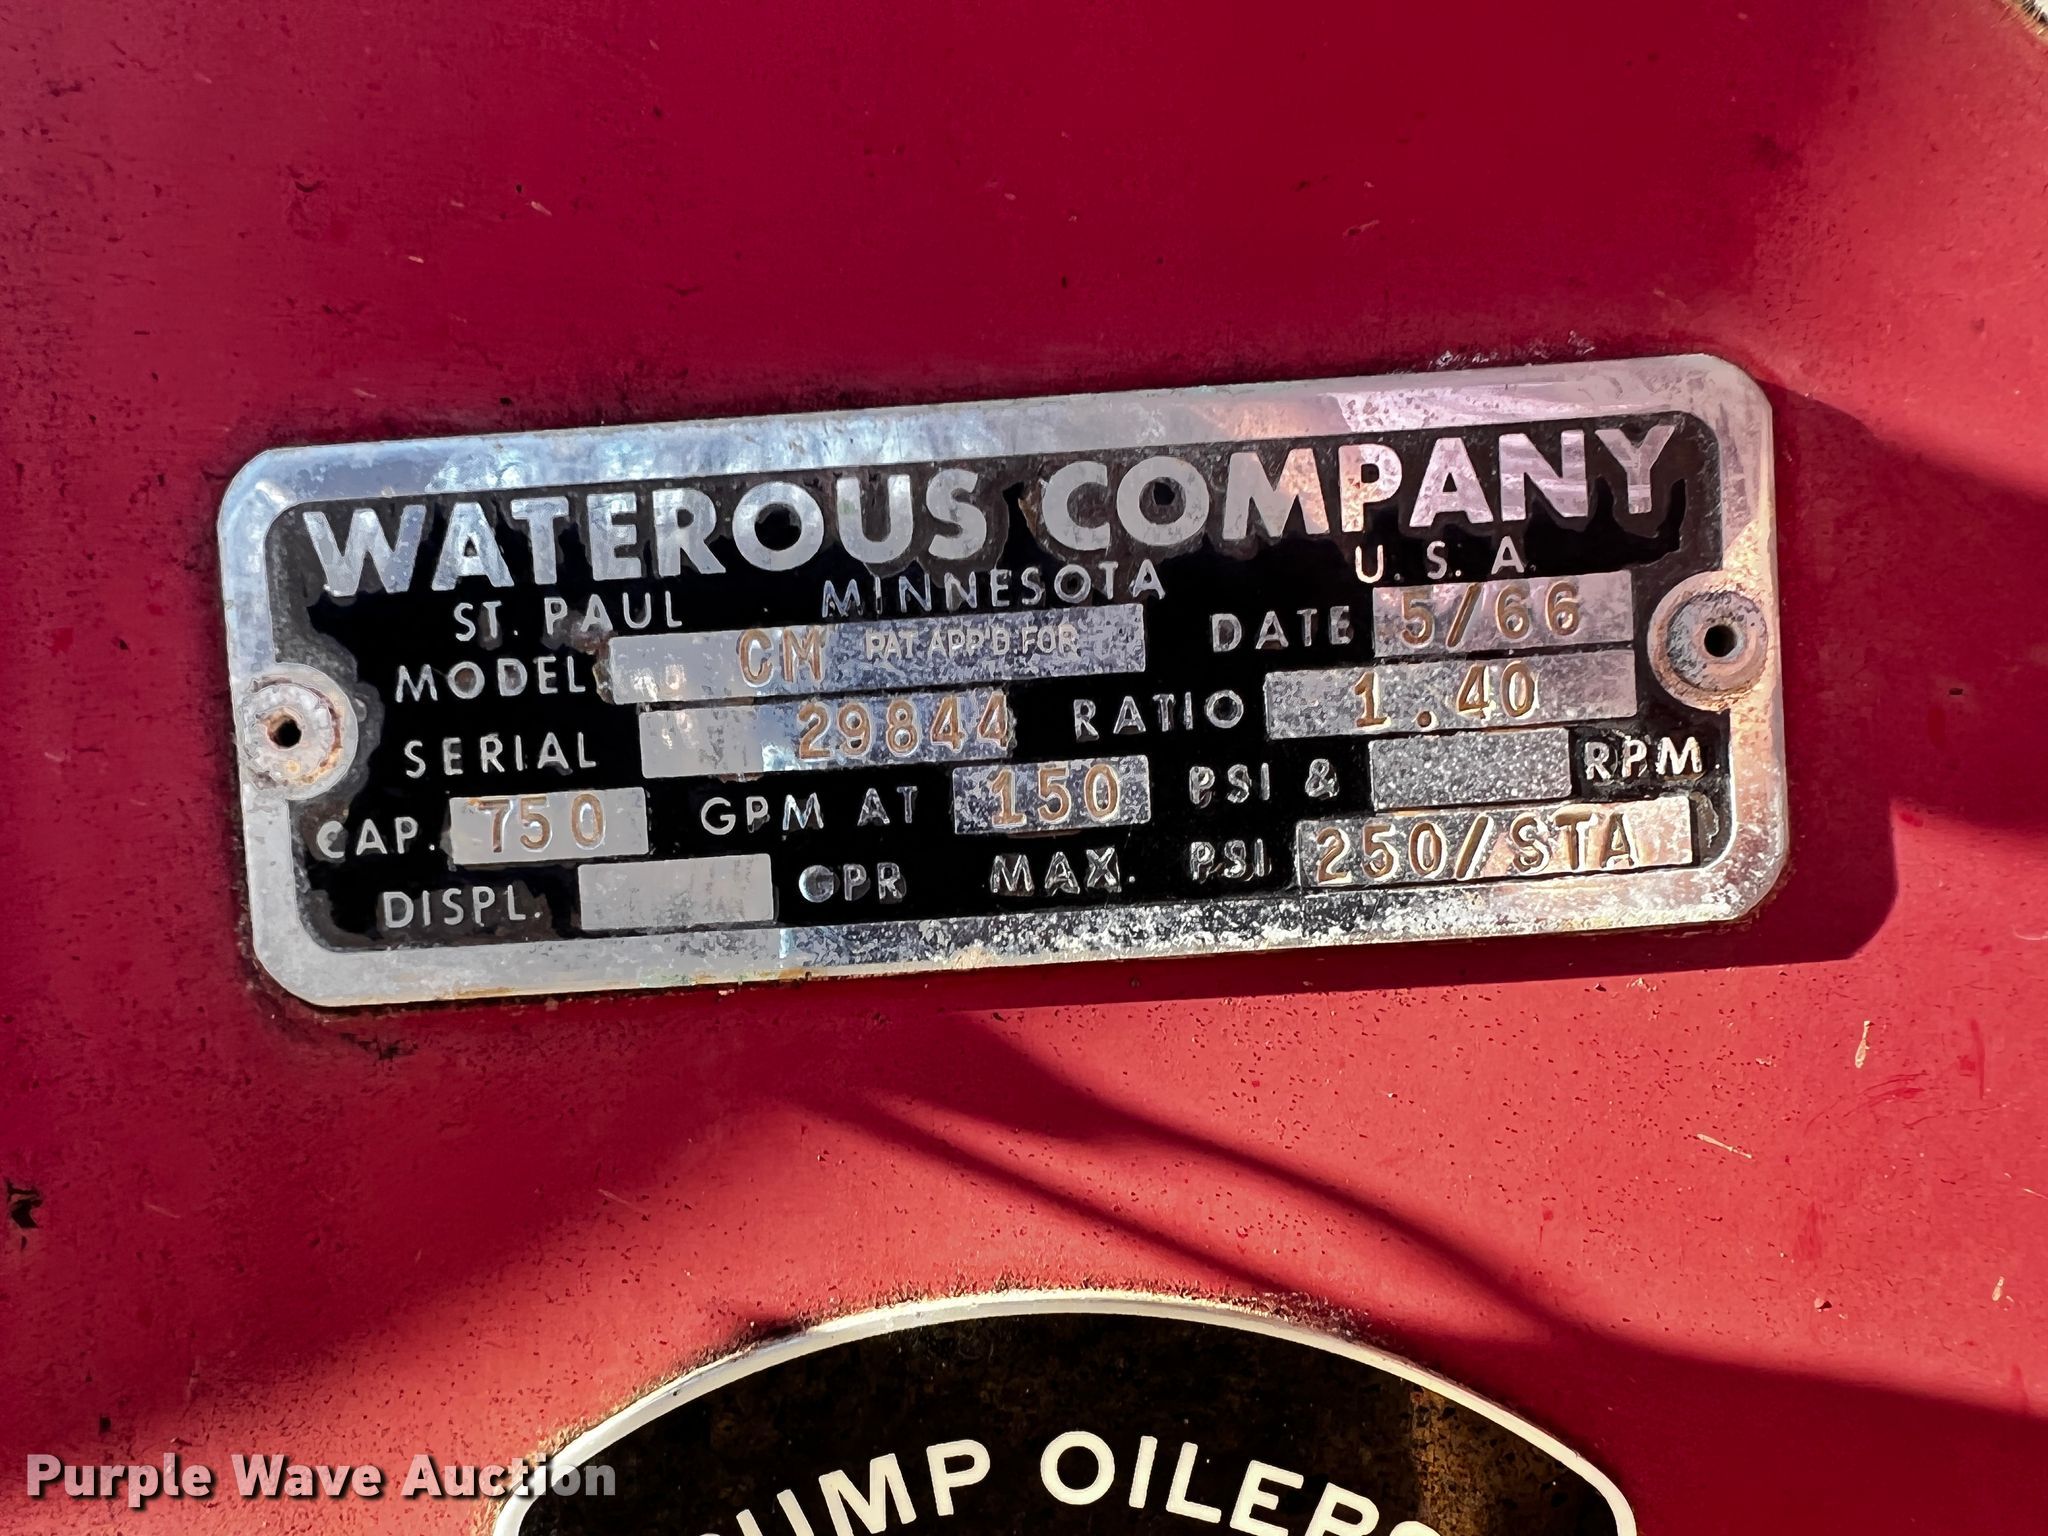 WATEROUS COMPANY
ST. PAUL MINNESOTA U. S. A.
MODEL CM PAT. APP'D. FOR DATE 5/66
SERIAL 29844 RATIO 1.40
CAP. 750 GPM AT 150 PSI & RPM
DISPL. GPR MAX. PSI 250/STA
PUMP OILERS
Purple Wave Auction